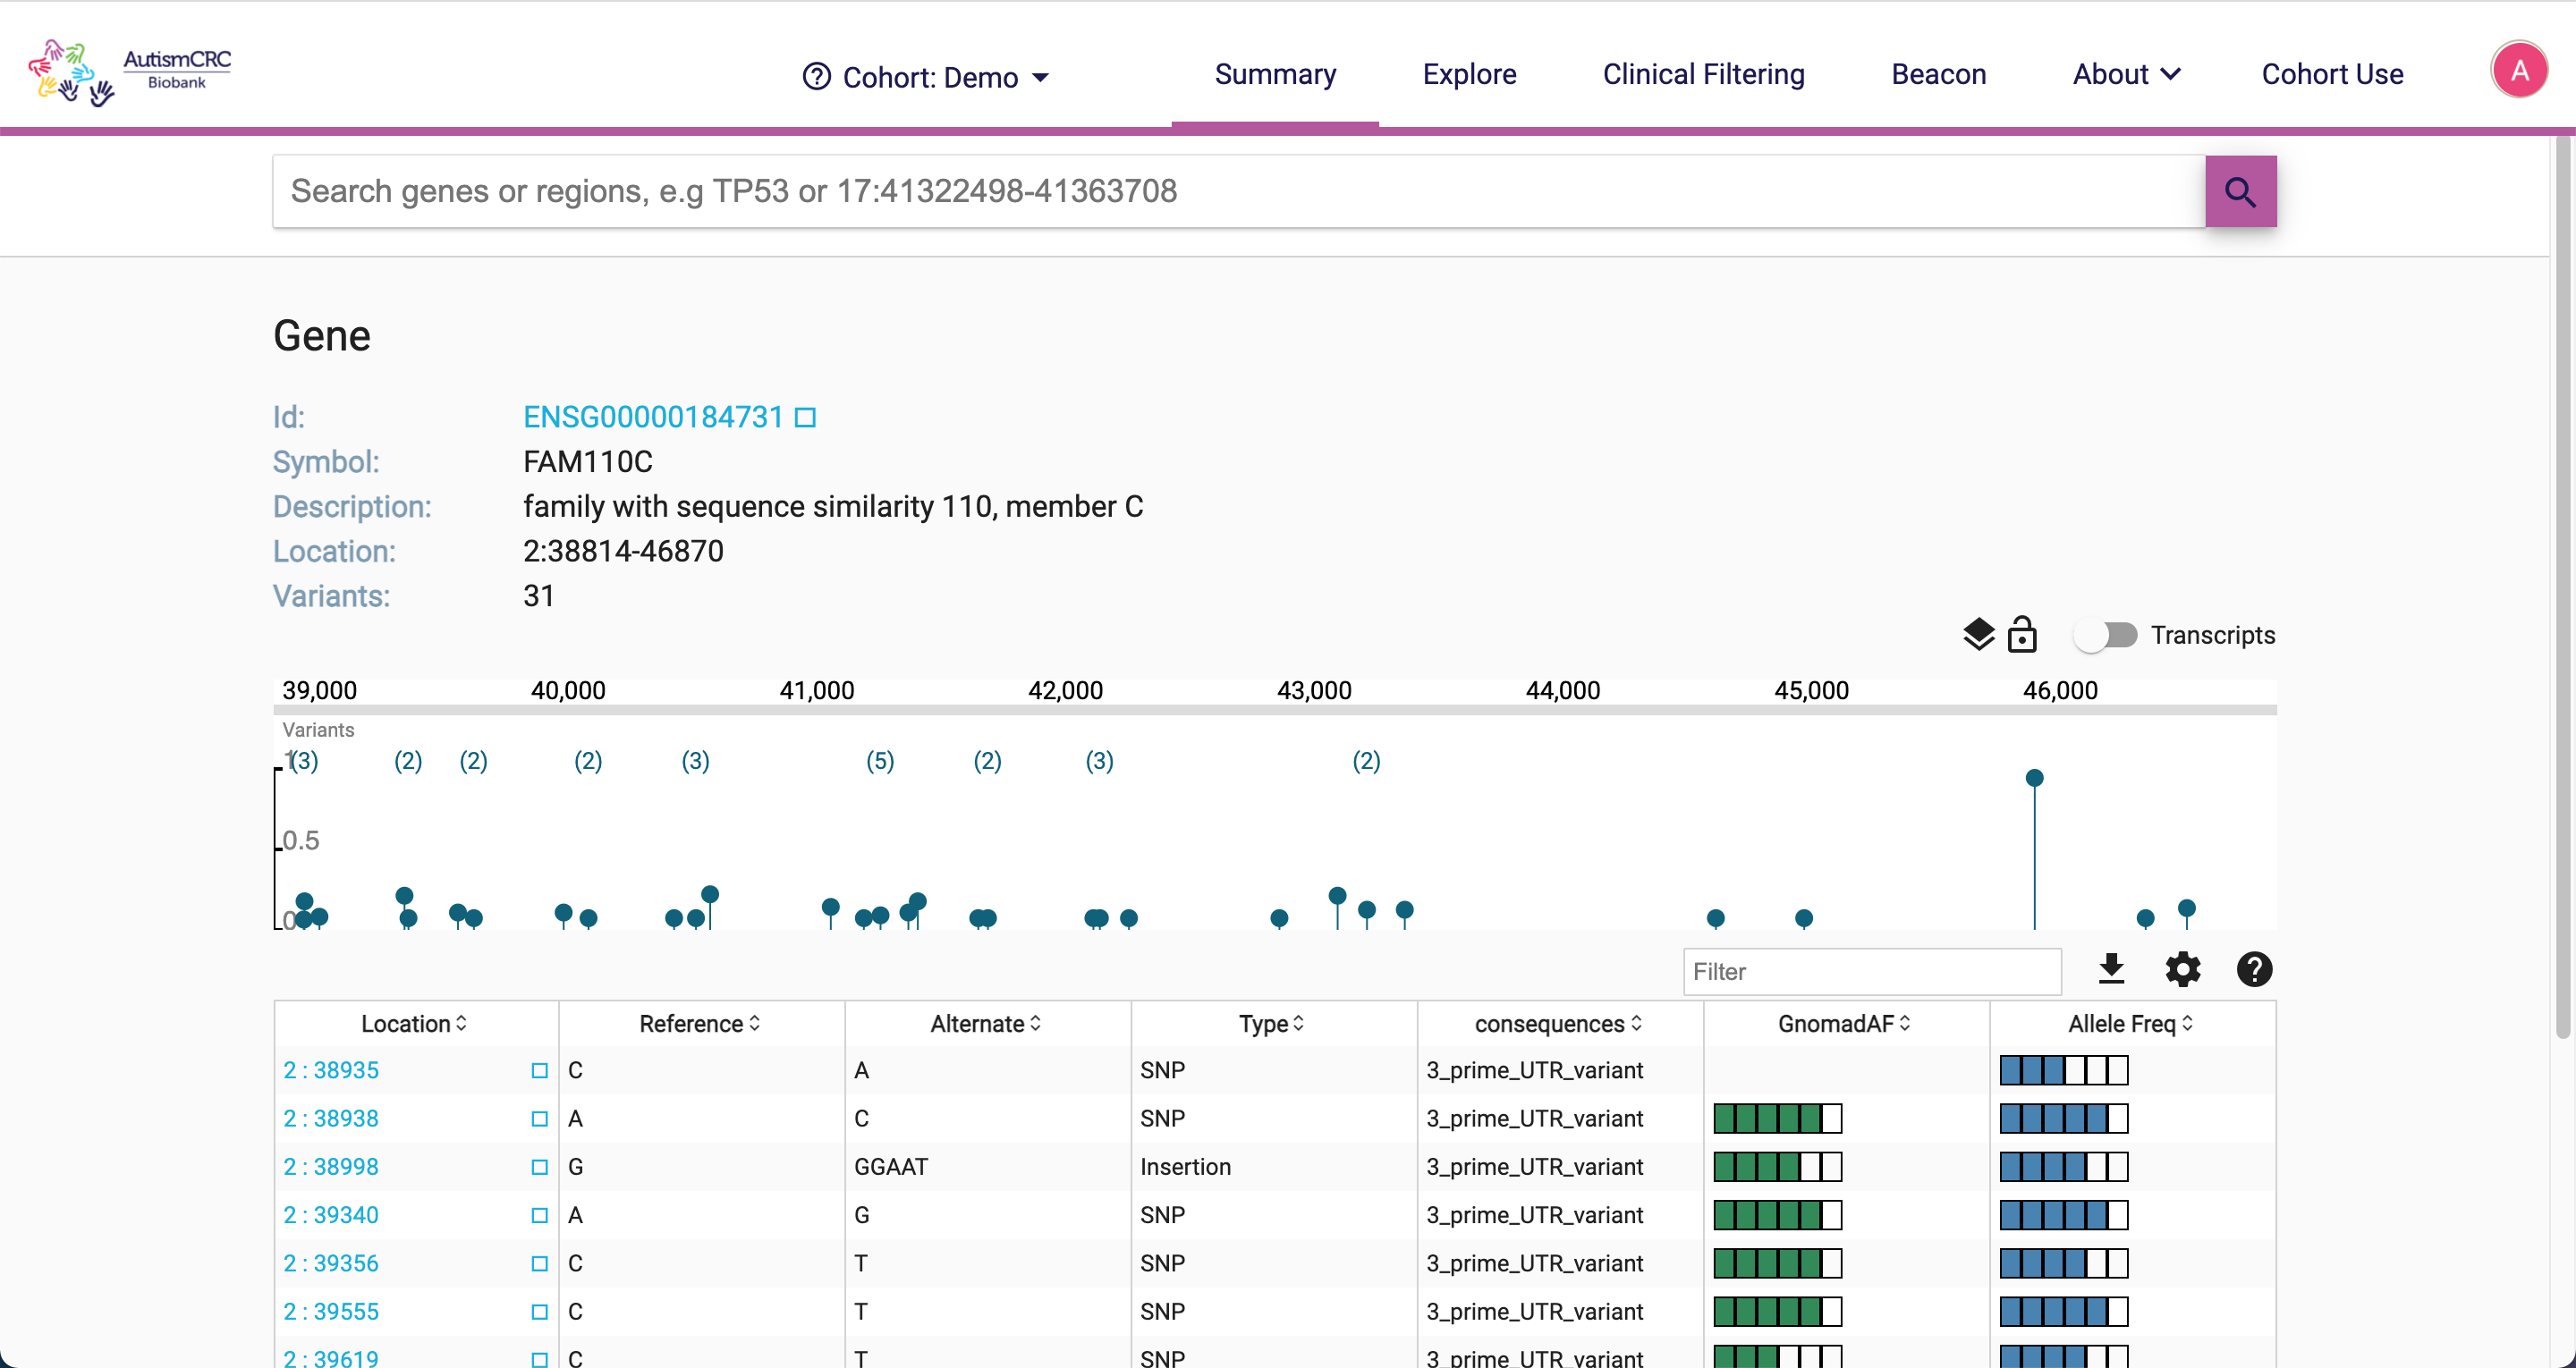 AutismCRC
Biobank
Cohort: Demo
Summary
Explore
Clinical Filtering
Beacon
About
Cohort Use
A
Search genes or regions, e.g TP53 or 17:41322498-41363708
Gene
Id: ENSG00000184731
Symbol: FAM110C
Description: family with sequence similarity 110, member C
Location: 2:38814-46870
Variants: 31
Transcripts
39,000 40,000 41,000 42,000 43,000 44,000 45,000 46,000
Variants
1 (3) (2) (2) (2) (3) (5) (2) (3) (2)
0.5
0
Filter
Location Reference Alternate Type consequences GnomadAF Allele Freq
2 : 38935 C A SNP 3_prime_UTR_variant
2 : 38938 A C SNP 3_prime_UTR_variant
2 : 38998 G GGAAT Insertion 3_prime_UTR_variant
2 : 39340 A G SNP 3_prime_UTR_variant
2 : 39356 C T SNP 3_prime_UTR_variant
2 : 39555 C T SNP 3_prime_UTR_variant
2 : 39619 C T SNP 3_prime_UTR_variant